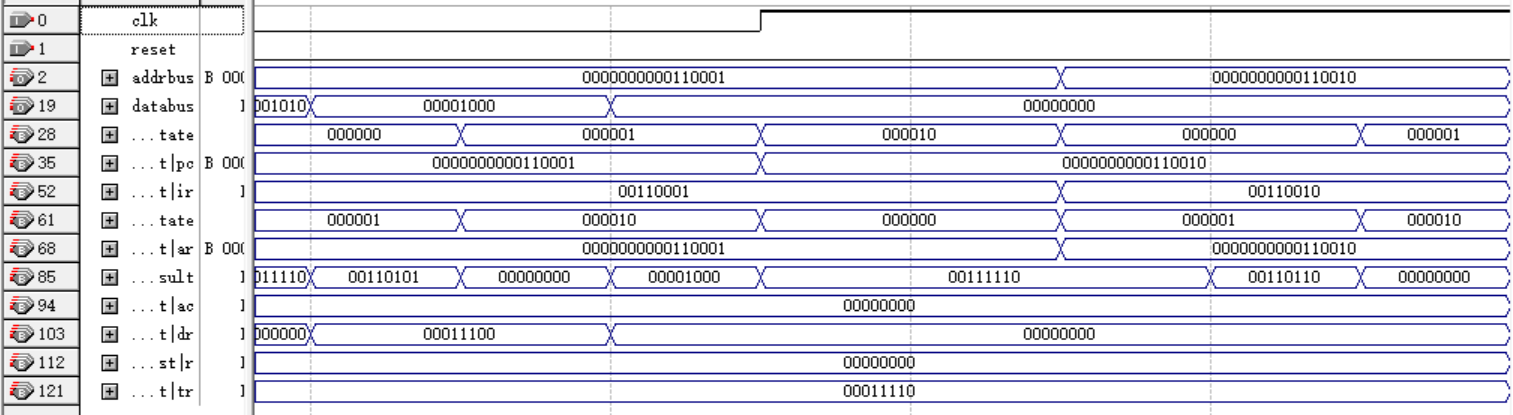 0 clk
1 reset
2 addrbus B 000 0000000000110001 0000000000110010
19 databus ] 001010 00001000 00000000
28 ...tate 000000 000001 000010 000000 000001
35 ...t|pc B 000 0000000000110001 0000000000110010
52 ...t|ir ] 00110001 00110010
61 ...tate 000001 000010 000000 000001 000010
68 ...t|ar B 000 0000000000110001 0000000000110010
85 ...sult ] 011110 00110101 00000000 00001000 00111110 00110110 00000000
94 ...t|ac ] 00000000
103 ...t|dr ] 000000 00011100 00000000
112 ...st|r ] 00000000
121 ...t|tr ] 00011110